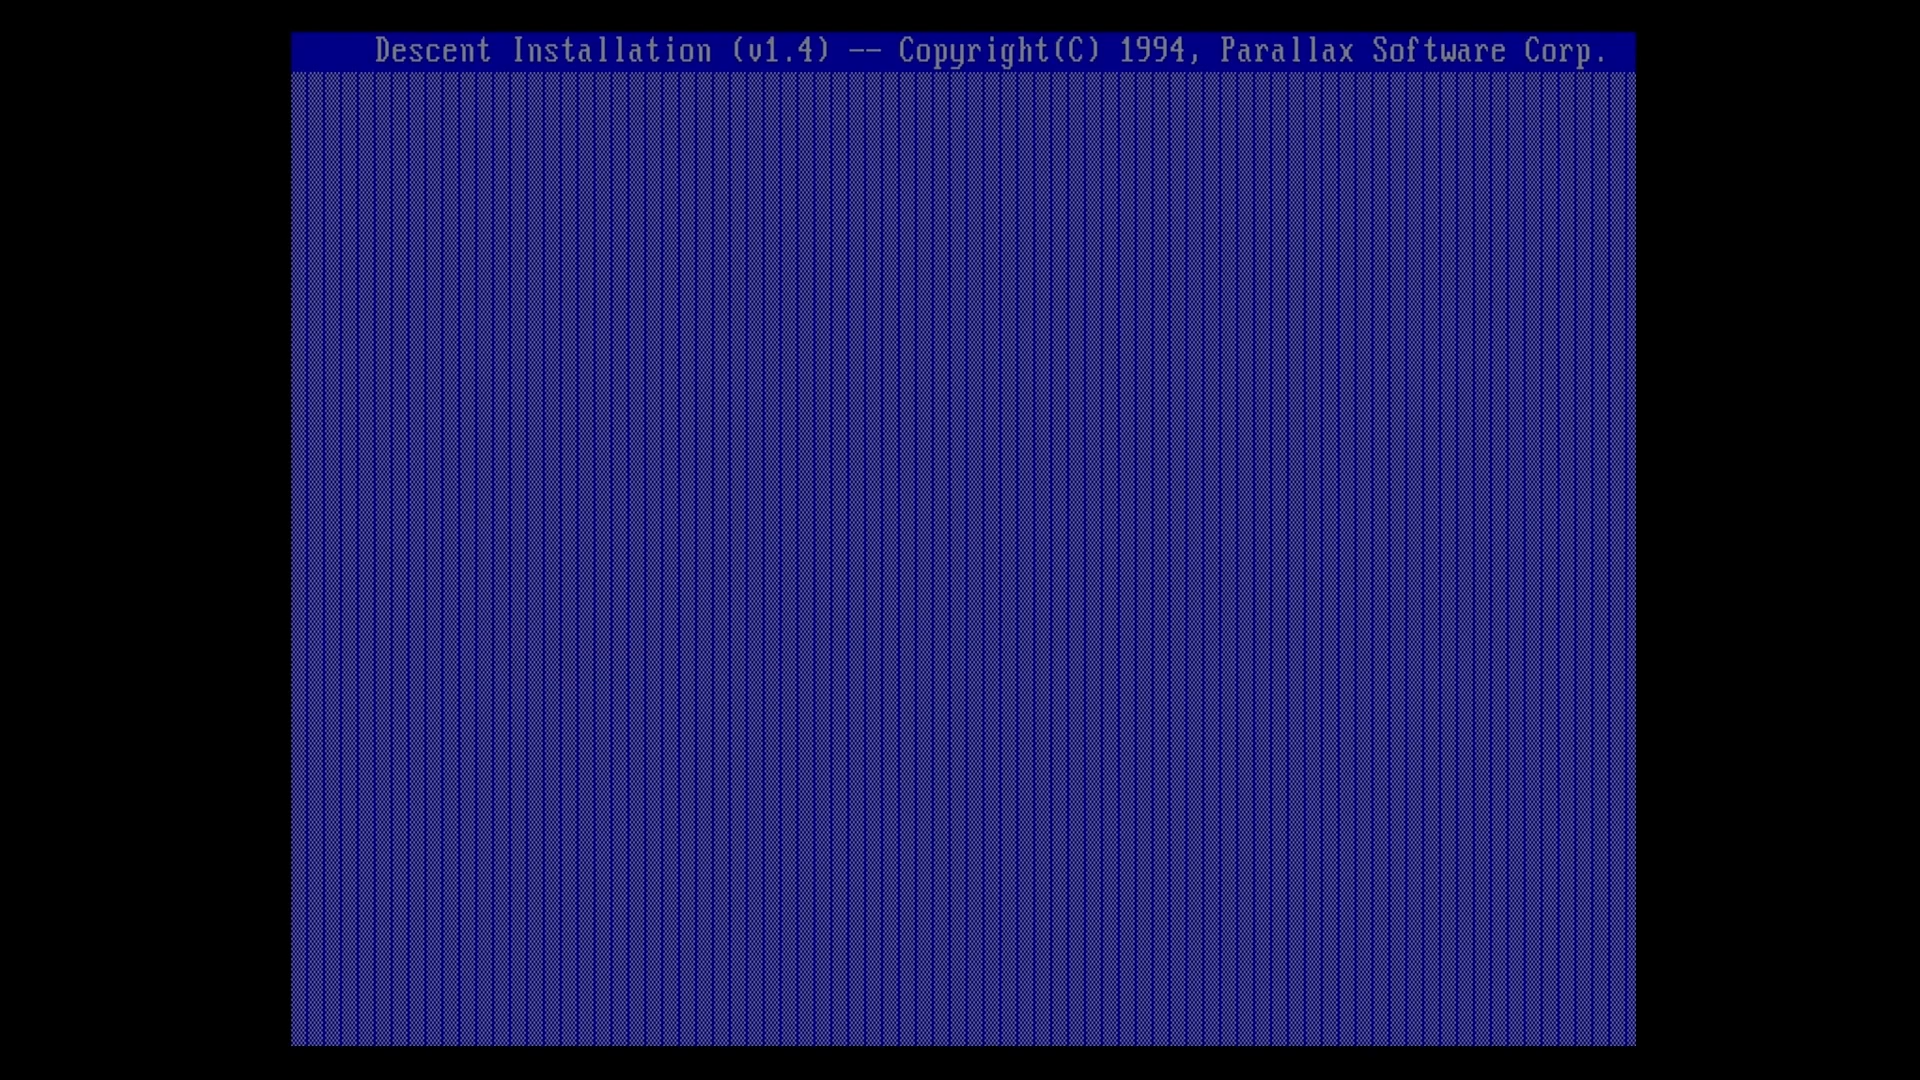 Descent Installation (v1.4) -- Copyright(C) 1994, Parallax Software Corp.